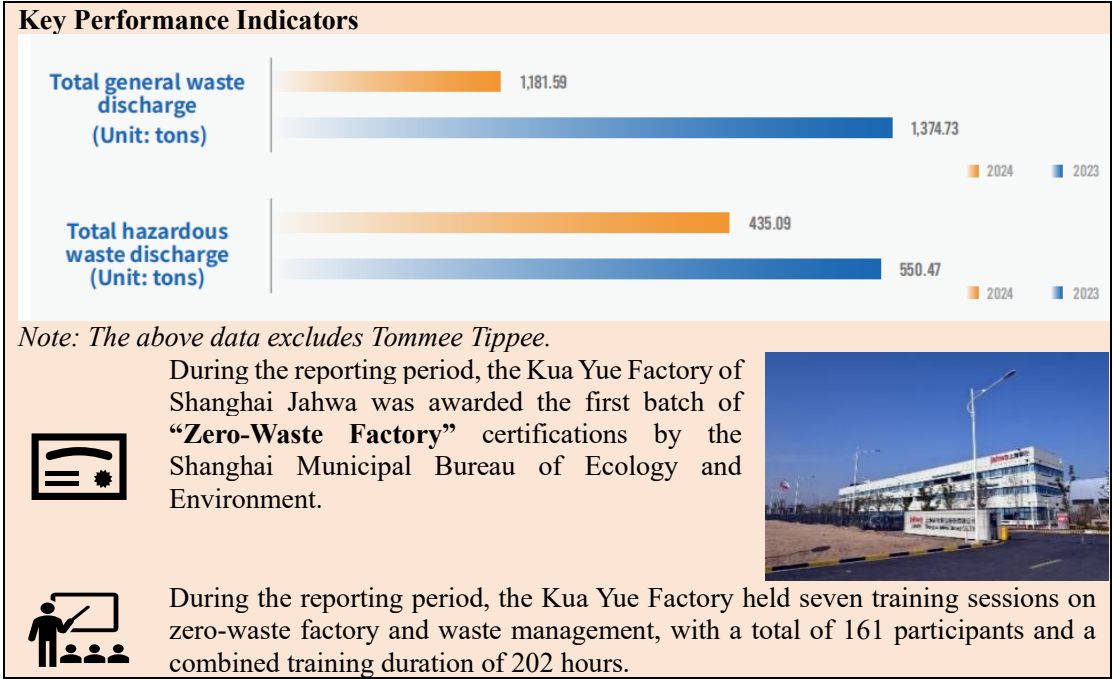 Key Performance Indicators
Total general waste
discharge
(Unit: tons)
1,181.59
1,374.73
2024 2023
Total hazardous
waste discharge
(Unit: tons)
435.09
550.47
2024 2023
Note: The above data excludes Tommee Tippee.
During the reporting period, the Kua Yue Factory of
Shanghai Jahwa was awarded the first batch of
“Zero-Waste Factory” certifications by the
Shanghai Municipal Bureau of Ecology and
Environment.
During the reporting period, the Kua Yue Factory held seven training sessions on
zero-waste factory and waste management, with a total of 161 participants and a
combined training duration of 202 hours.